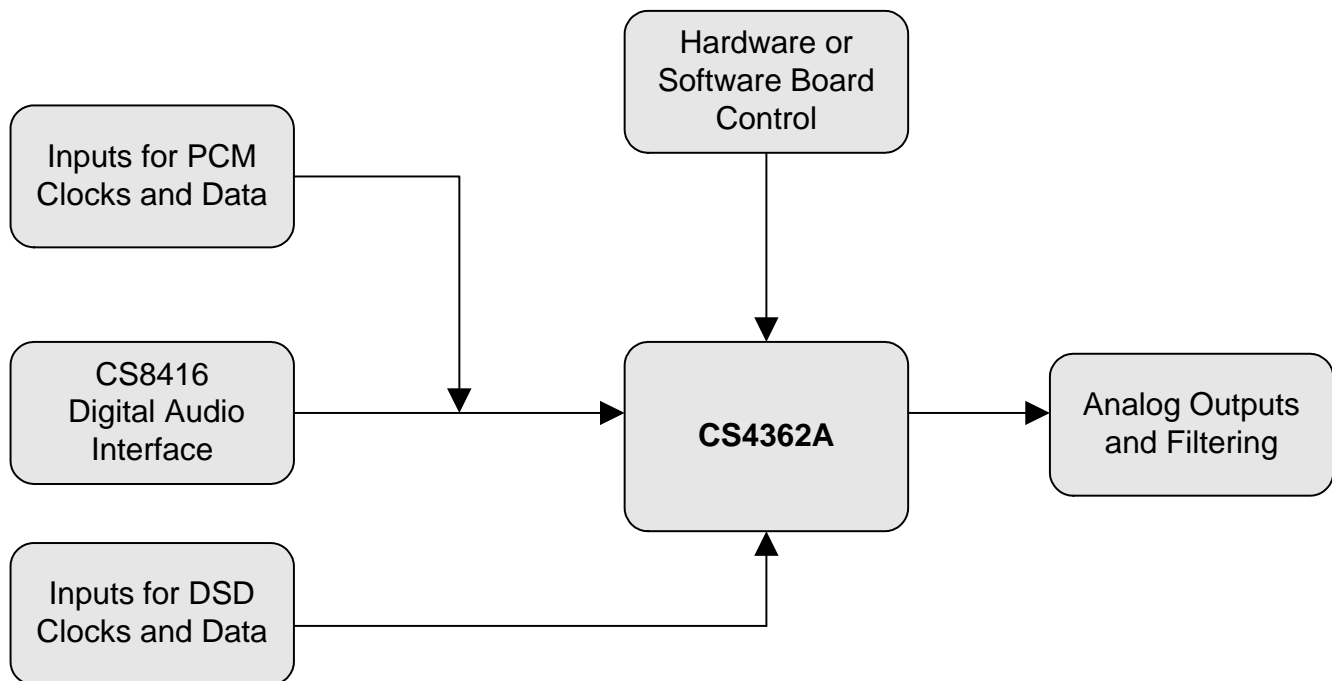 Hardware or
Software Board
Control
Inputs for PCM
Clocks and Data
CS8416
Digital Audio
Interface
CS4362A
Analog Outputs
and Filtering
Inputs for DSD
Clocks and Data